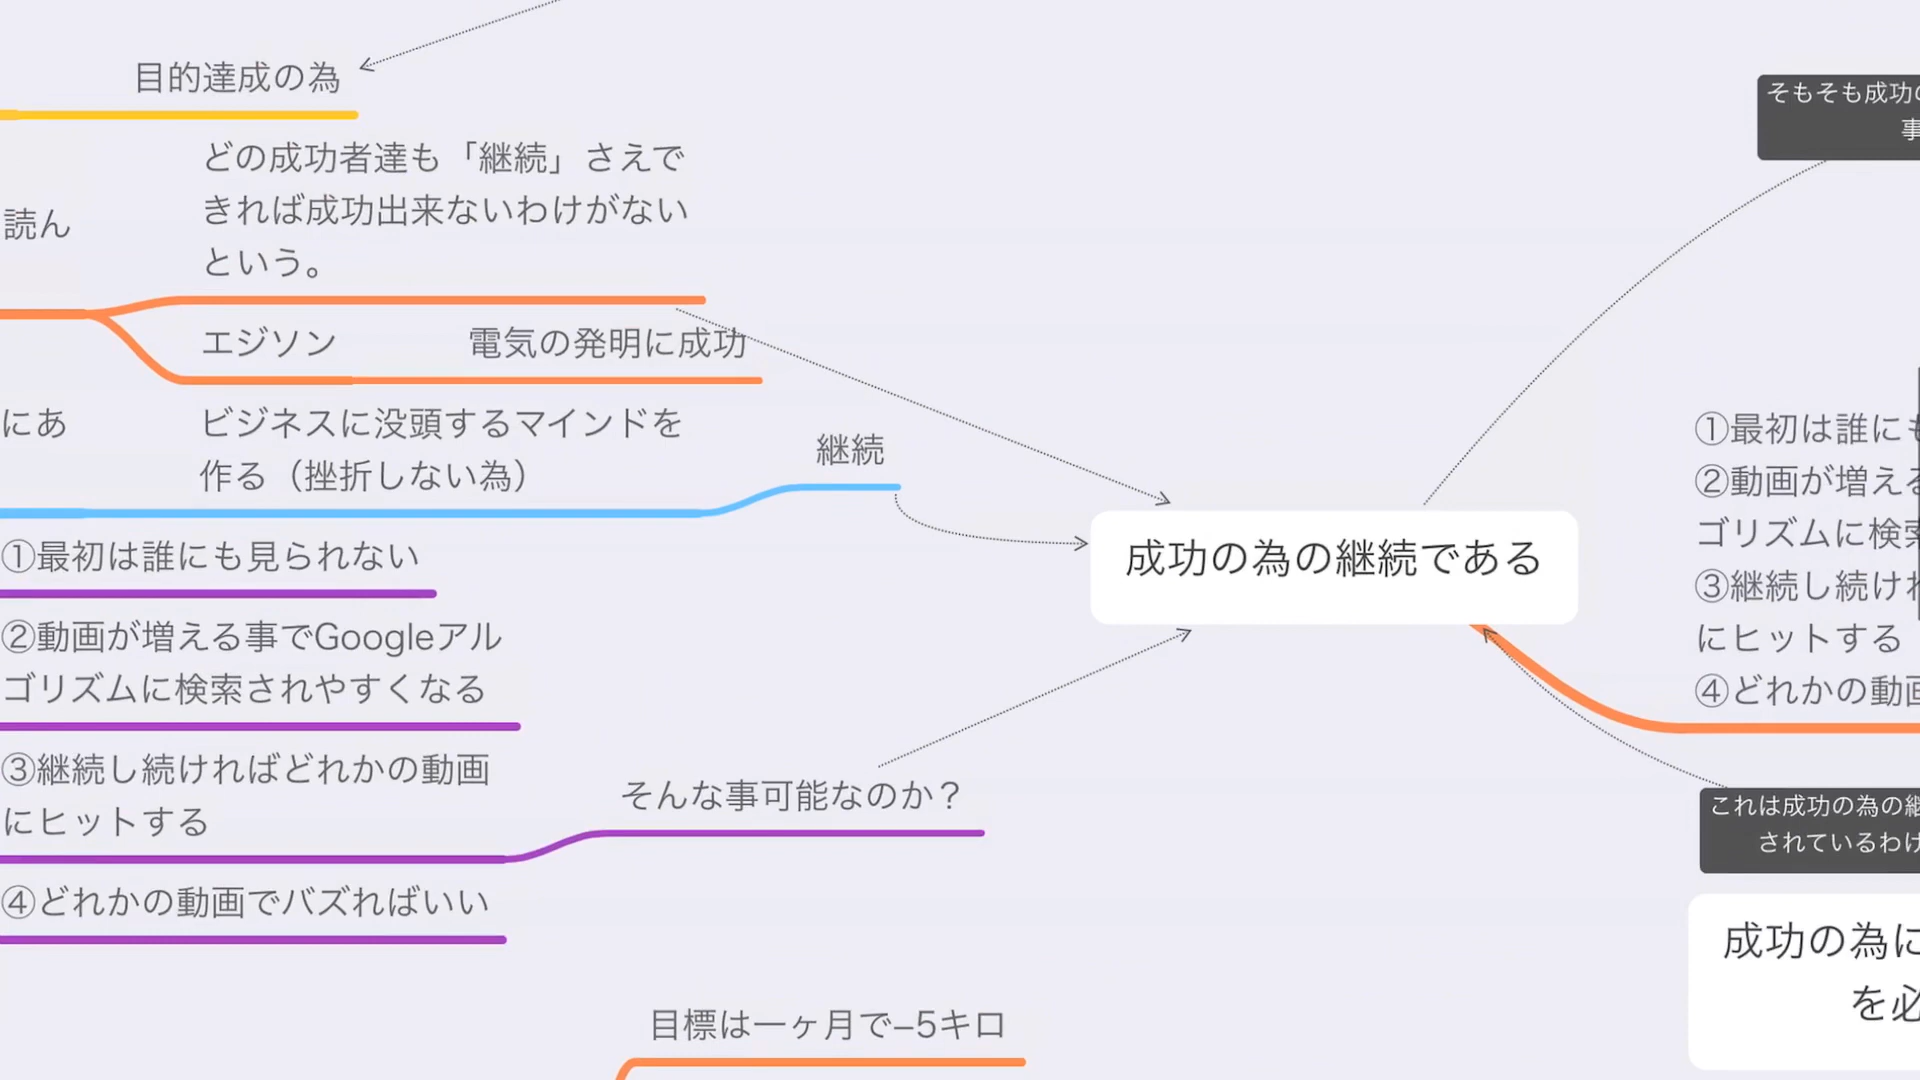 目的達成の為
読ん
どの成功者達も「継続」さえで
きれば成功出来ないわけがない
という。
エジソン
電気の発明に成功
にあ
ビジネスに没頭するマインドを
作る（挫折しない為）
継続
①最初は誰にも見られない
②動画が増える事でGoogleアル
ゴリズムに検索されやすくなる
③継続し続ければどれかの動画
にヒットする
④どれかの動画でバズればいい
そんな事可能なのか？
目標は一ヶ月で–5キロ
成功の為の継続である
そもそも成功の
事
①最初は誰にも
②動画が増える
ゴリズムに検索
③継続し続けれ
にヒットする
④どれかの動画
これは成功の為の継
されているわけ
成功の為に
を必